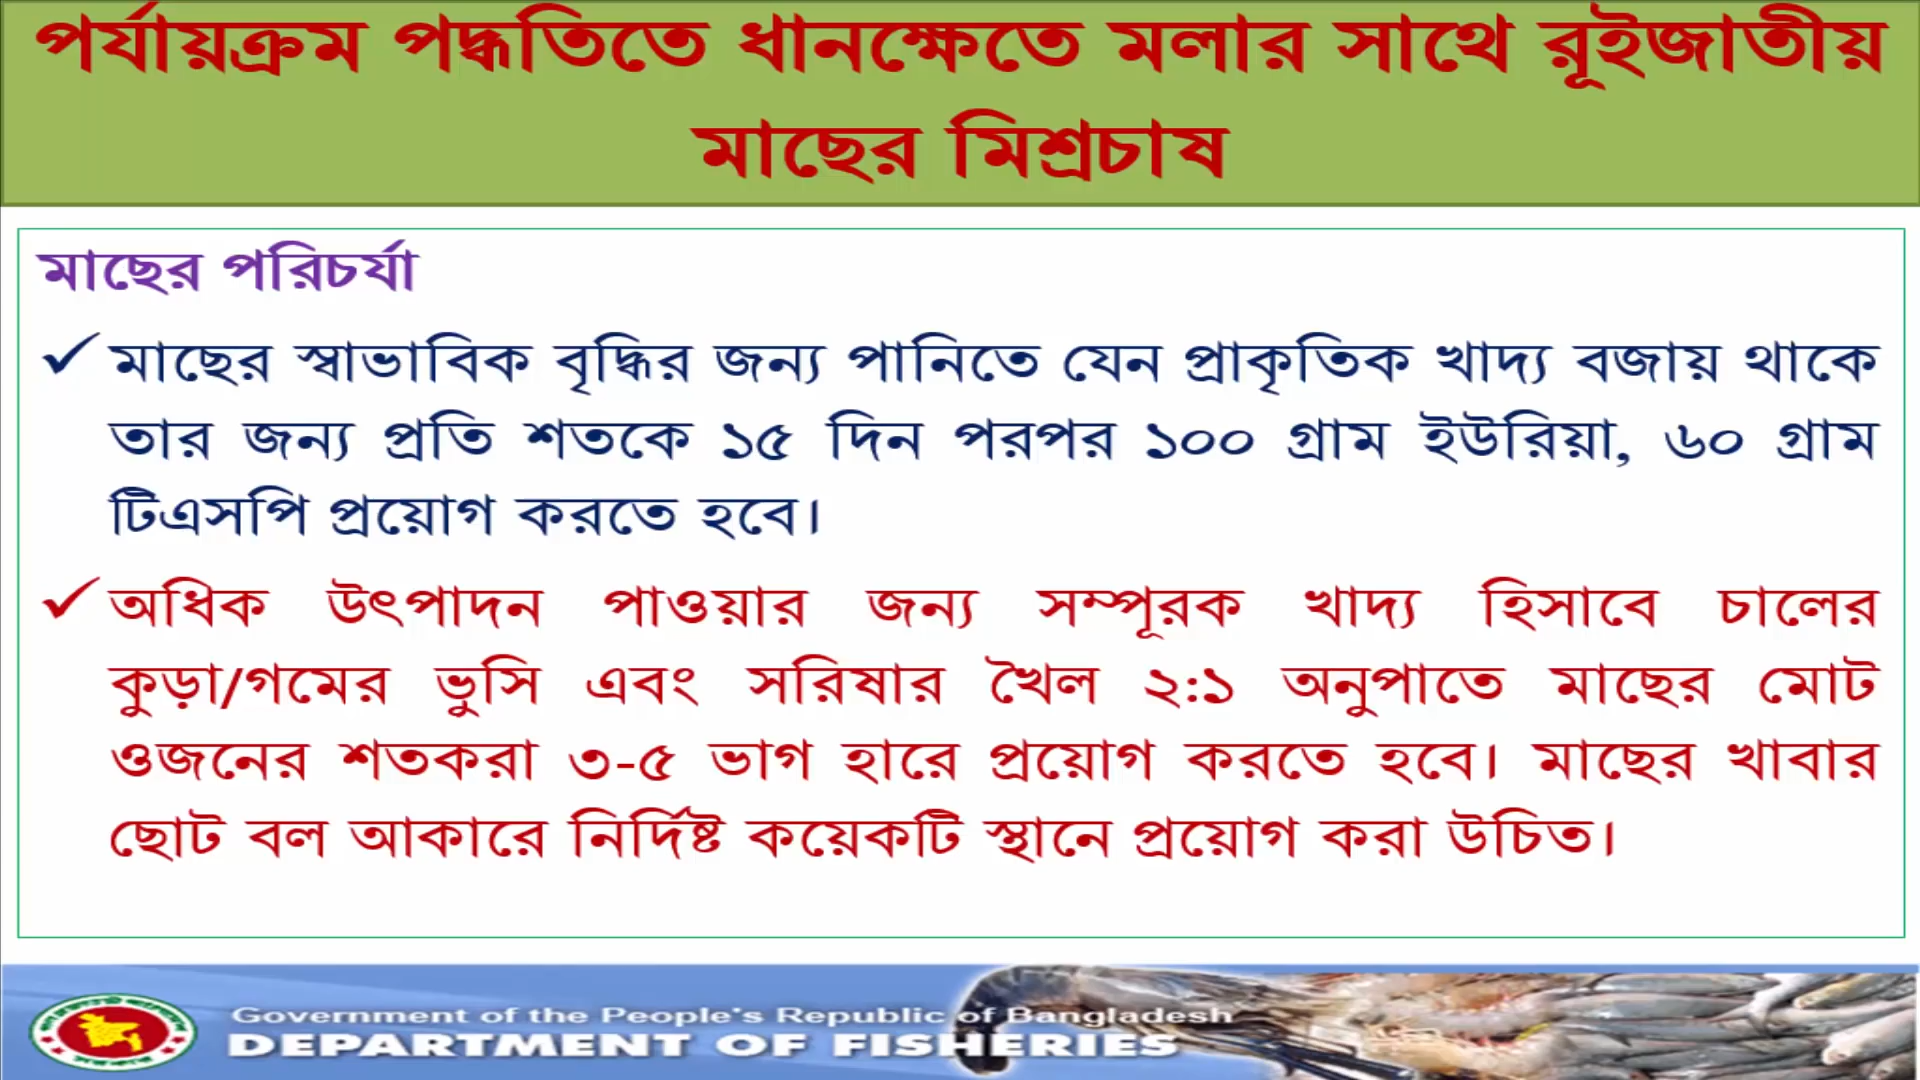 পর্যায়ক্রম পদ্ধতিতে ধানক্ষেতে মলার সাথে রূইজাতীয়
মাছের মিশ্রচাষ
মাছের পরিচর্যা
✓ মাছের স্বাভাবিক বৃদ্ধির জন্য পানিতে যেন প্রাকৃতিক খাদ্য বজায় থাকে
তার জন্য প্রতি শতকে ১৫ দিন পরপর ১০০ গ্রাম ইউরিয়া, ৬০ গ্রাম
টিএসপি প্রয়োগ করতে হবে।
✓ অধিক উৎপাদন পাওয়ার জন্য সম্পূরক খাদ্য হিসাবে চালের
কুড়া/গমের ভুসি এবং সরিষার খৈল ২:১ অনুপাতে মাছের মোট
ওজনের শতকরা ৩-৫ ভাগ হারে প্রয়োগ করতে হবে। মাছের খাবার
ছোট বল আকারে নির্দিষ্ট কয়েকটি স্থানে প্রয়োগ করা উচিত।
Government of the People's Republic of Bangladesh
DEPARTMENT OF FISHERIES